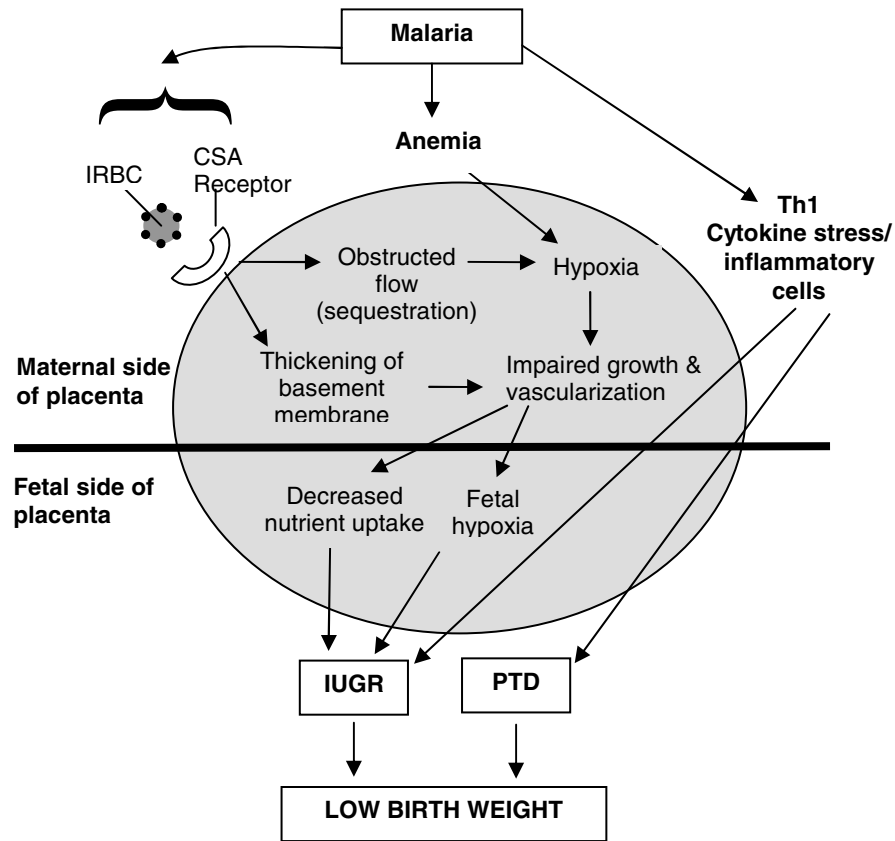 Malaria
Anemia
IRBC
CSA
Receptor
Th1
Cytokine stress/
inflammatory
cells
Obstructed
flow
(sequestration)
Hypoxia
Maternal side
of placenta
Thickening of
basement
membrane
Impaired growth &
vascularization
Fetal side of
placenta
Decreased
nutrient uptake
Fetal
hypoxia
IUGR
PTD
LOW BIRTH WEIGHT